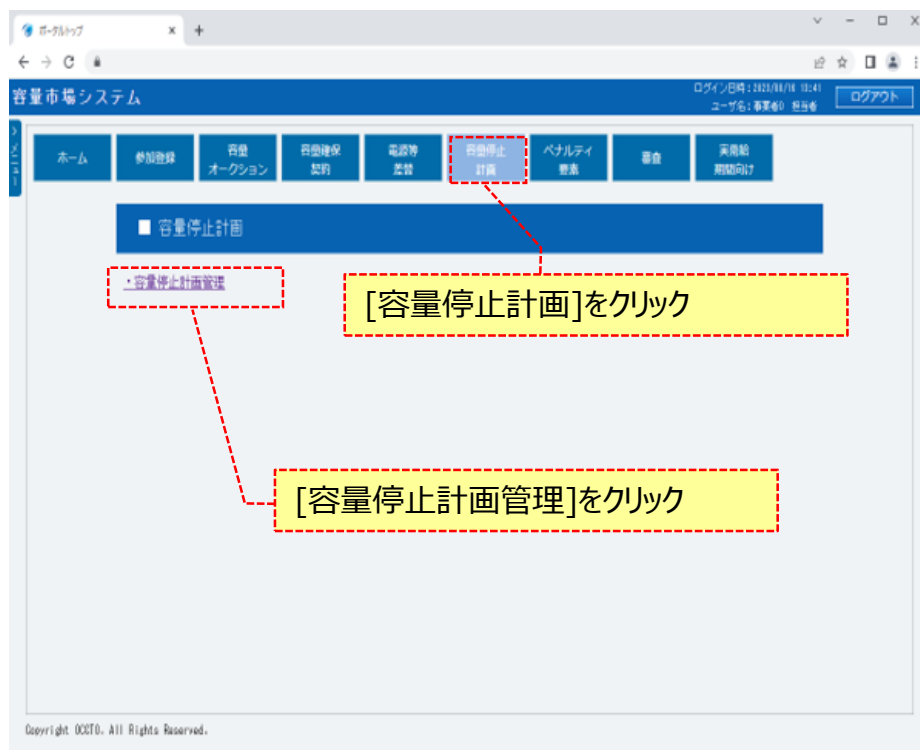 ポータルトップ
容量市場システム
ログイン日時:
ユーザ名:事業者0 担当者
ログアウト
メニュー
ホーム
参加登録
容量
オークション
容量確保
契約
電源等
差替
容量停止
計画
ペナルティ
要素
審査
実需給
期間向け
■ 容量停止計画
・容量停止計画管理
[容量停止計画]をクリック
[容量停止計画管理]をクリック
Copyright OCCTO. All Rights Reserved.